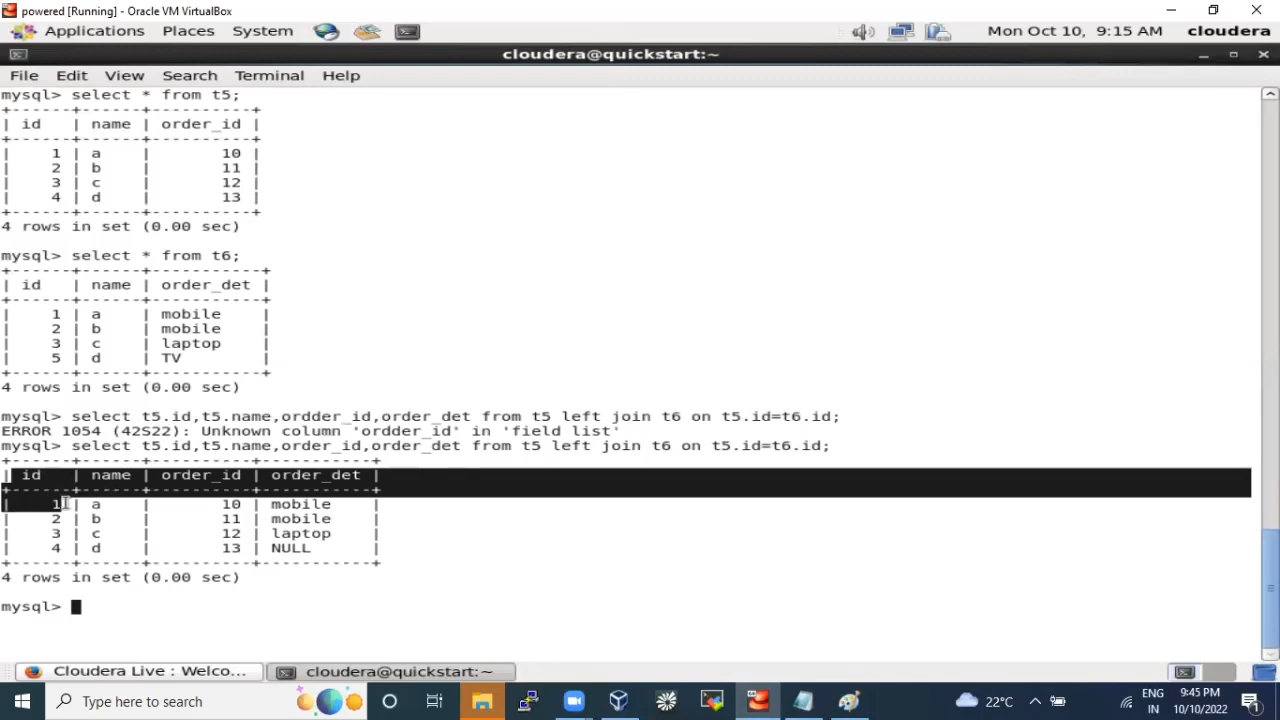 powered [Running] - Oracle VM VirtualBox
Applications Places System Mon Oct 10, 9:15 AM cloudera
cloudera@quickstart:~
File Edit View Search Terminal Help
mysql> select * from t5;
+------+------+----------+
| id   | name | order_id |
+------+------+----------+
|    1 | a    |       10 |
|    2 | b    |       11 |
|    3 | c    |       12 |
|    4 | d    |       13 |
+------+------+----------+
4 rows in set (0.00 sec)
mysql> select * from t6;
+------+------+-----------+
| id   | name | order_det |
+------+------+-----------+
|    1 | a    | mobile    |
|    2 | b    | mobile    |
|    3 | c    | laptop    |
|    5 | d    | TV        |
+------+------+-----------+
4 rows in set (0.00 sec)
mysql> select t5.id,t5.name,ordder_id,order_det from t5 left join t6 on t5.id=t6.id;
ERROR 1054 (42S22): Unknown column 'ordder_id' in 'field list'
mysql> select t5.id,t5.name,order_id,order_det from t5 left join t6 on t5.id=t6.id;
+------+------+----------+-----------+
| id   | name | order_id | order_det |
+------+------+----------+-----------+
|    1 | a    |       10 | mobile    |
|    2 | b    |       11 | mobile    |
|    3 | c    |       12 | laptop    |
|    4 | d    |       13 | NULL      |
+------+------+----------+-----------+
4 rows in set (0.00 sec)
mysql>
Cloudera Live : Welco... cloudera@quickstart:~
Type here to search 22°C ENG 9:45 PM
IN 10/10/2022 1